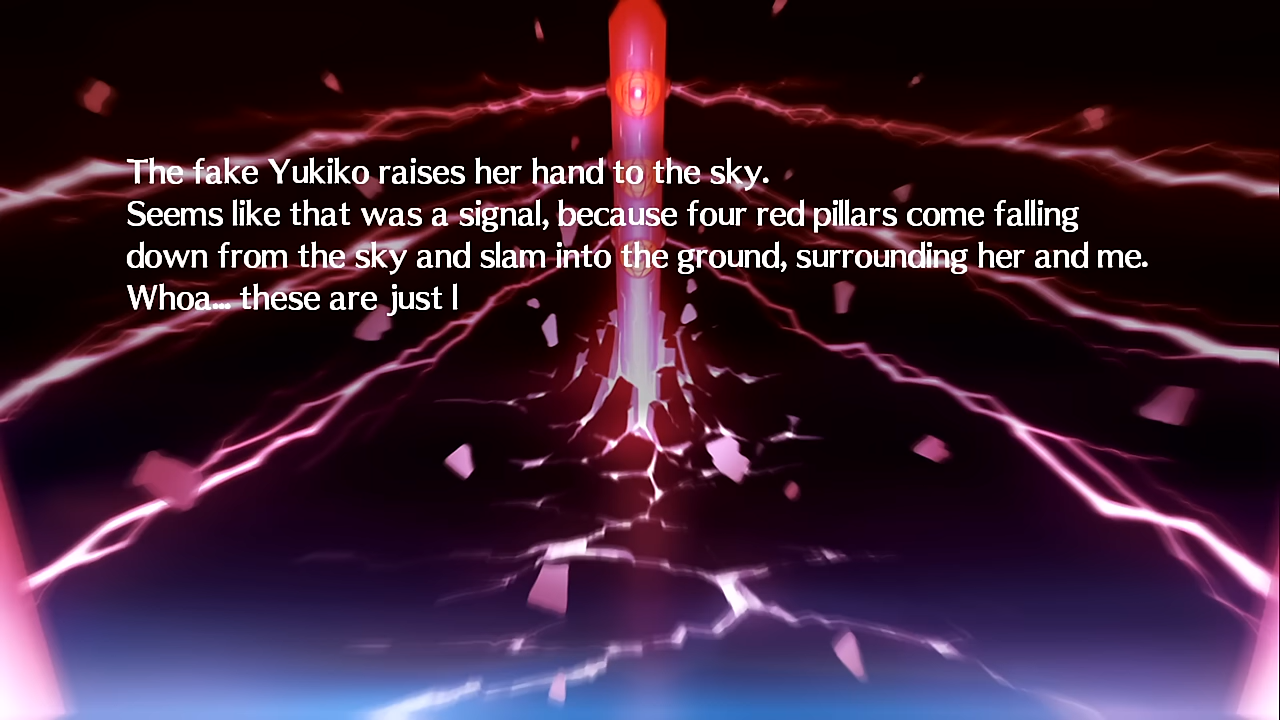 The fake Yukiko raises her hand to the sky.
Seems like that was a signal, because four red pillars come falling
down from the sky and slam into the ground, surrounding her and me.
Whoa... these are just l